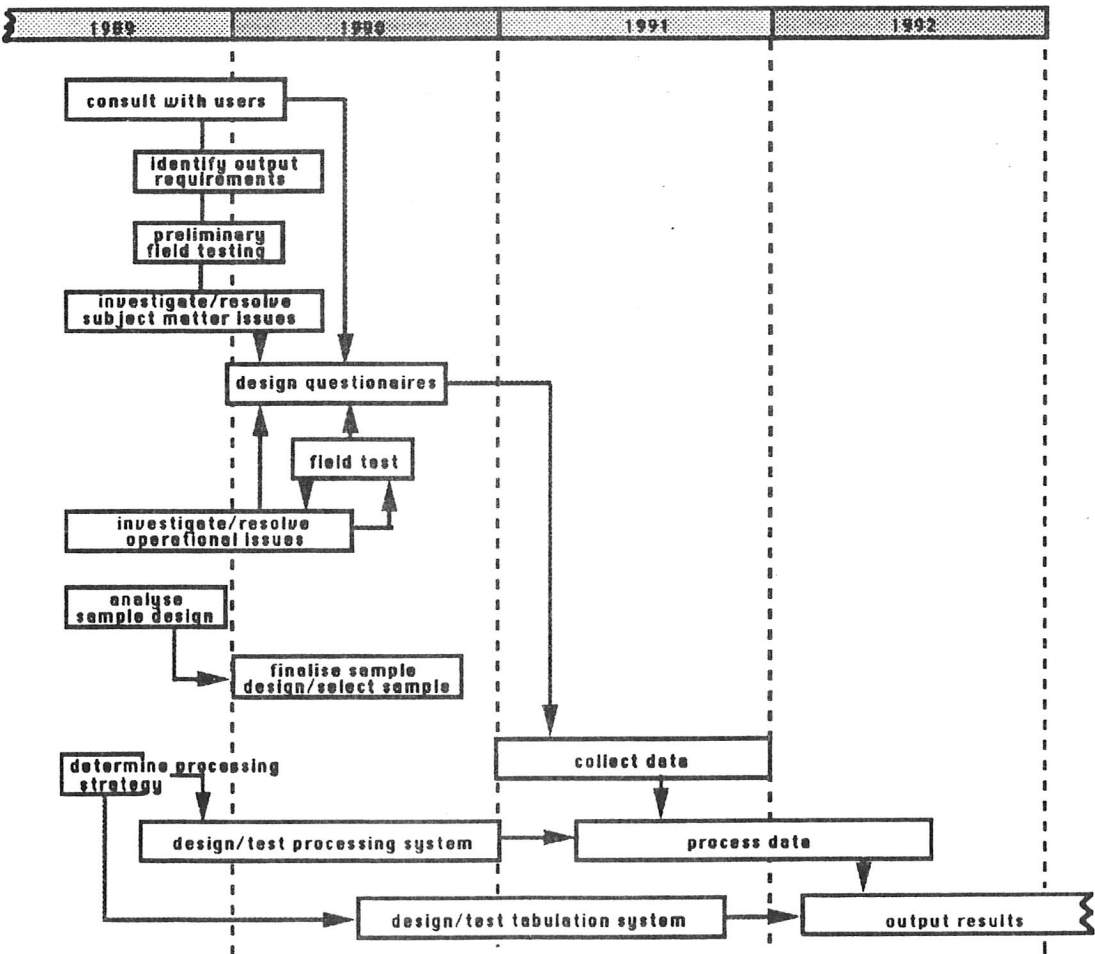 1989 1990 1991 1992
consult with users
identify output
requirements
preliminary
field testing
investigate/resolve
subject matter issues
design questionaires
field test
investigate/resolve
operational issues
analyse
sample design
finalise sample
design/select sample
collect data
determine processing
strategy
design/test processing system
process data
design/test tabulation system
output results